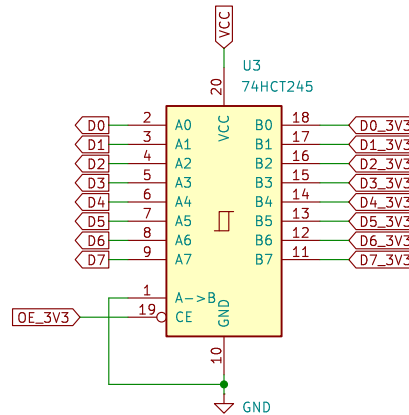 VCC
U3
74HCT245
20
VCC
D0 2 A0 B0 18 D0_3V3
D1 3 A1 B1 17 D1_3V3
D2 4 A2 B2 16 D2_3V3
D3 5 A3 B3 15 D3_3V3
D4 6 A4 B4 14 D4_3V3
D5 7 A5 B5 13 D5_3V3
D6 8 A6 B6 12 D6_3V3
D7 9 A7 B7 11 D7_3V3
1 A->B
OE_3V3 19 CE
GND
10
GND